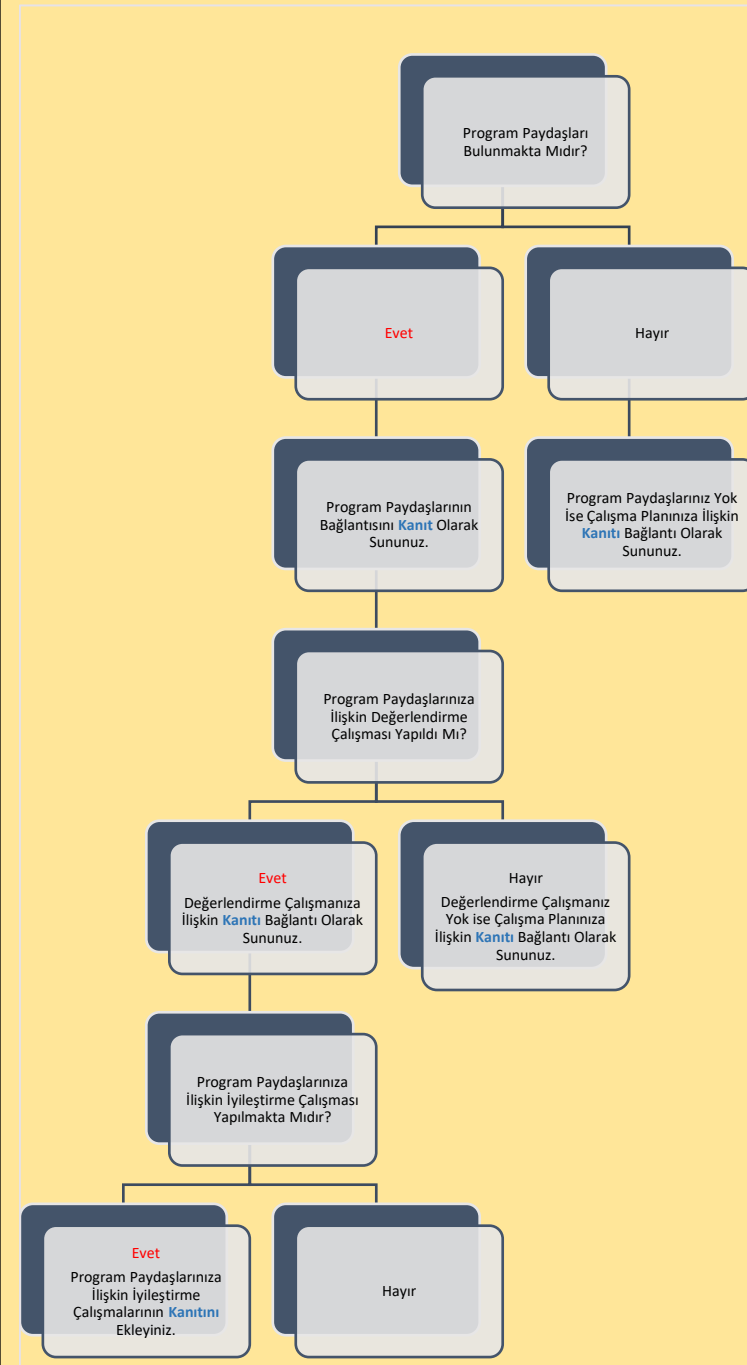 Program Paydaşları
Bulunmakta Mıdır?
Evet
Hayır
Program Paydaşlarının
Bağlantısını Kanıt Olarak
Sununuz.
Program Paydaşlarınız Yok
İse Çalışma Planınıza İlişkin
Kanıtı Bağlantı Olarak
Sununuz.
Program Paydaşlarınıza
İlişkin Değerlendirme
Çalışması Yapıldı Mı?
Evet
Değerlendirme Çalışmanıza
İlişkin Kanıtı Bağlantı Olarak
Sununuz.
Hayır
Değerlendirme Çalışmanız
Yok ise Çalışma Planınıza
İlişkin Kanıtı Bağlantı Olarak
Sununuz.
Program Paydaşlarınıza
İlişkin İyileştirme Çalışması
Yapılmakta Mıdır?
Evet
Program Paydaşlarınıza
İlişkin İyileştirme
Çalışmalarının Kanıtını
Ekleyiniz.
Hayır